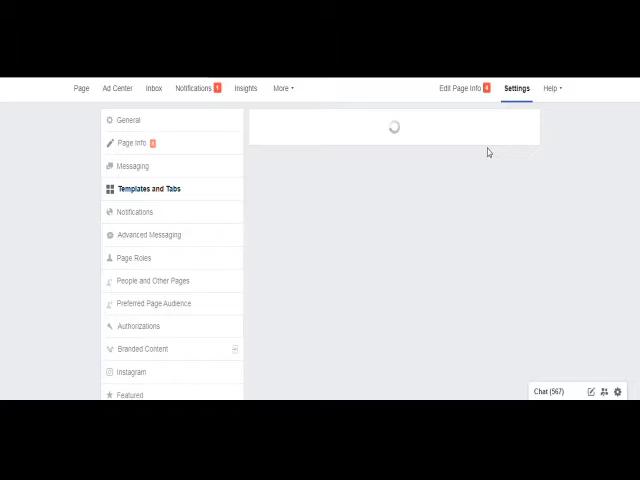 Page Ad Center Inbox Notifications 1 Insights More Edit Page Info 4 Settings Help
General
Page Info 4
Messaging
Templates and Tabs
Notifications
Advanced Messaging
Page Roles
People and Other Pages
Preferred Page Audience
Authorizations
Branded Content
Instagram
Featured
Chat (567)